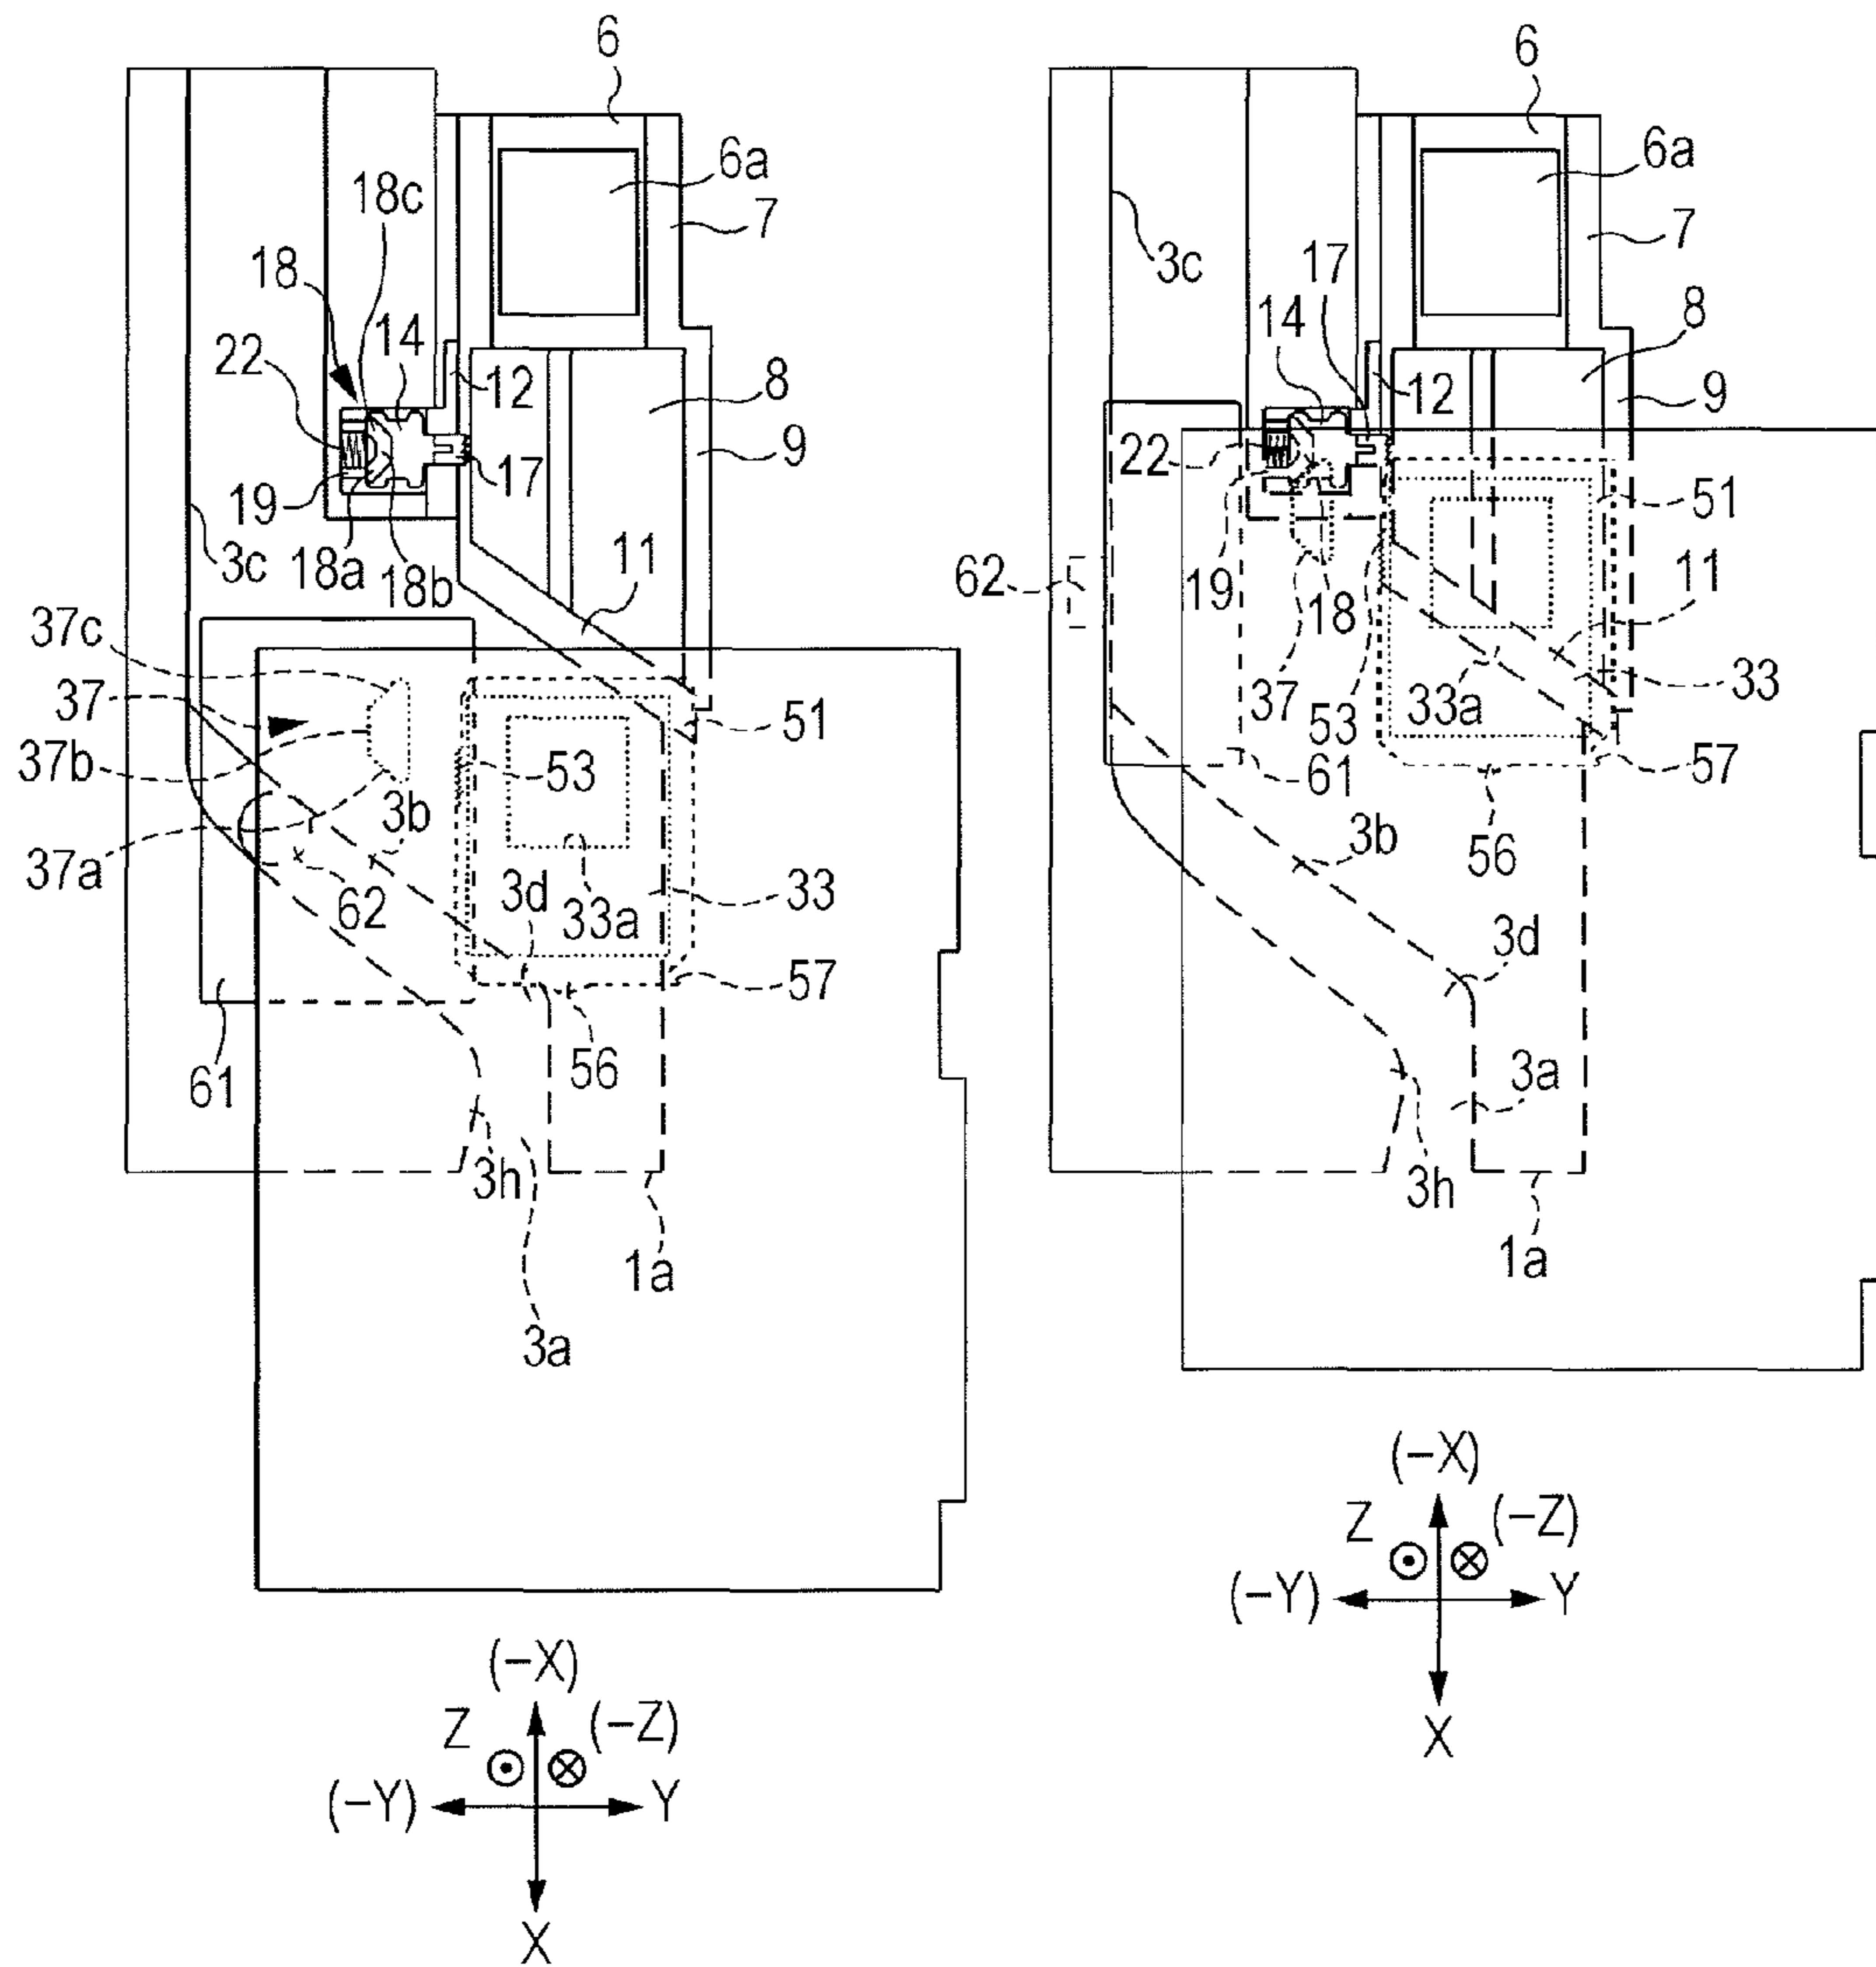 6
6a
7
18c
18
14
22
12
8
9
19
17
3c
18a
18b
11
37c
37
51
37b
53
3b
37a
62
3d
33a
33
57
56
61
3h
1a
3a
(−X)
Z
(−Z)
(−Y)
Y
X
6
6a
7
3c
17
14
8
12
9
22
51
62
19
18
11
37
53
33a
33
61
57
3b
56
3d
3a
3h
1a
(−X)
Z
(−Z)
(−Y)
Y
X